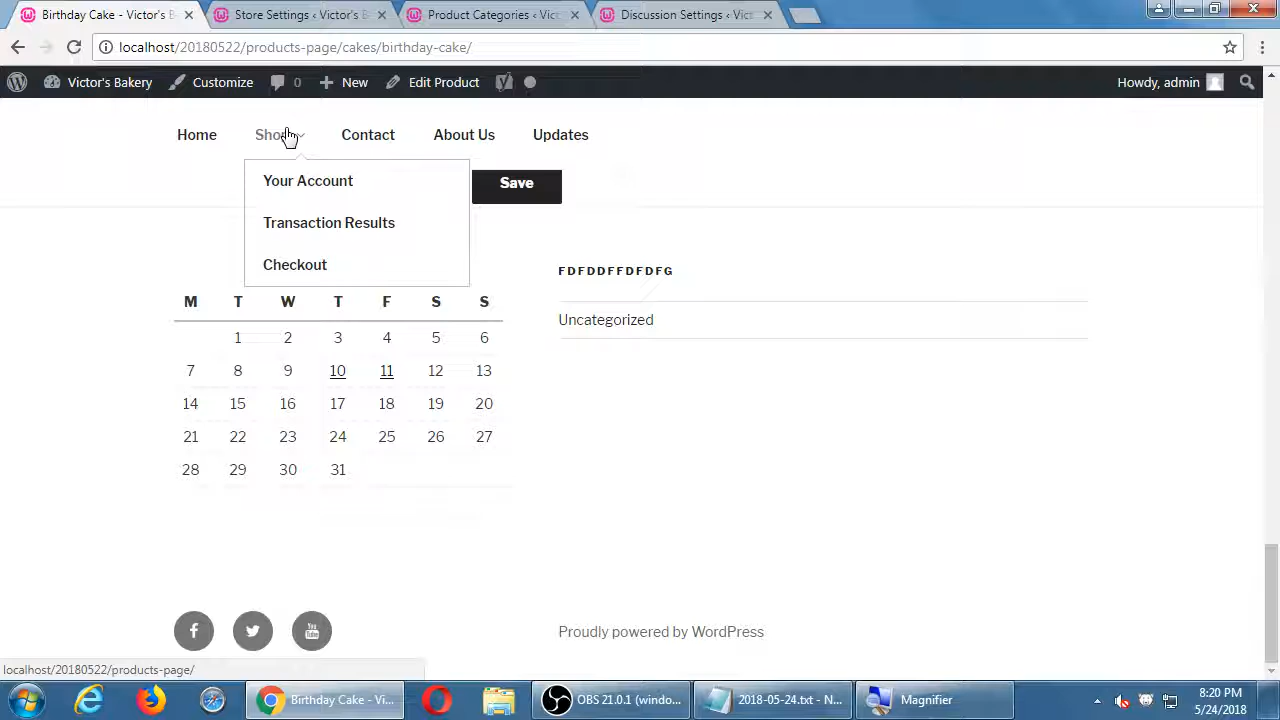 Birthday Cake - Victor's B
Store Settings ‹ Victor's B
Product Categories ‹ Vic
Discussion Settings ‹ Vic
localhost/20180522/products-page/cakes/birthday-cake/
Victor's Bakery
Customize
0
New
Edit Product
Howdy, admin
Home
Contact
About Us
Updates
Your Account
Save
Transaction Results
Checkout
FDFDDFFDFDFG
M T W T F S S
Uncategorized
1 2 3 4 5 6
7 8 9 10 11 12 13
14 15 16 17 18 19 20
21 22 23 24 25 26 27
28 29 30 31
You Tube
Proudly powered by WordPress
localhost/20180522/products-page/
Birthday Cake - Vi...
OBS 21.0.1 (windo...
2018-05-24.txt - N...
Magnifier
8:20 PM
5/24/2018